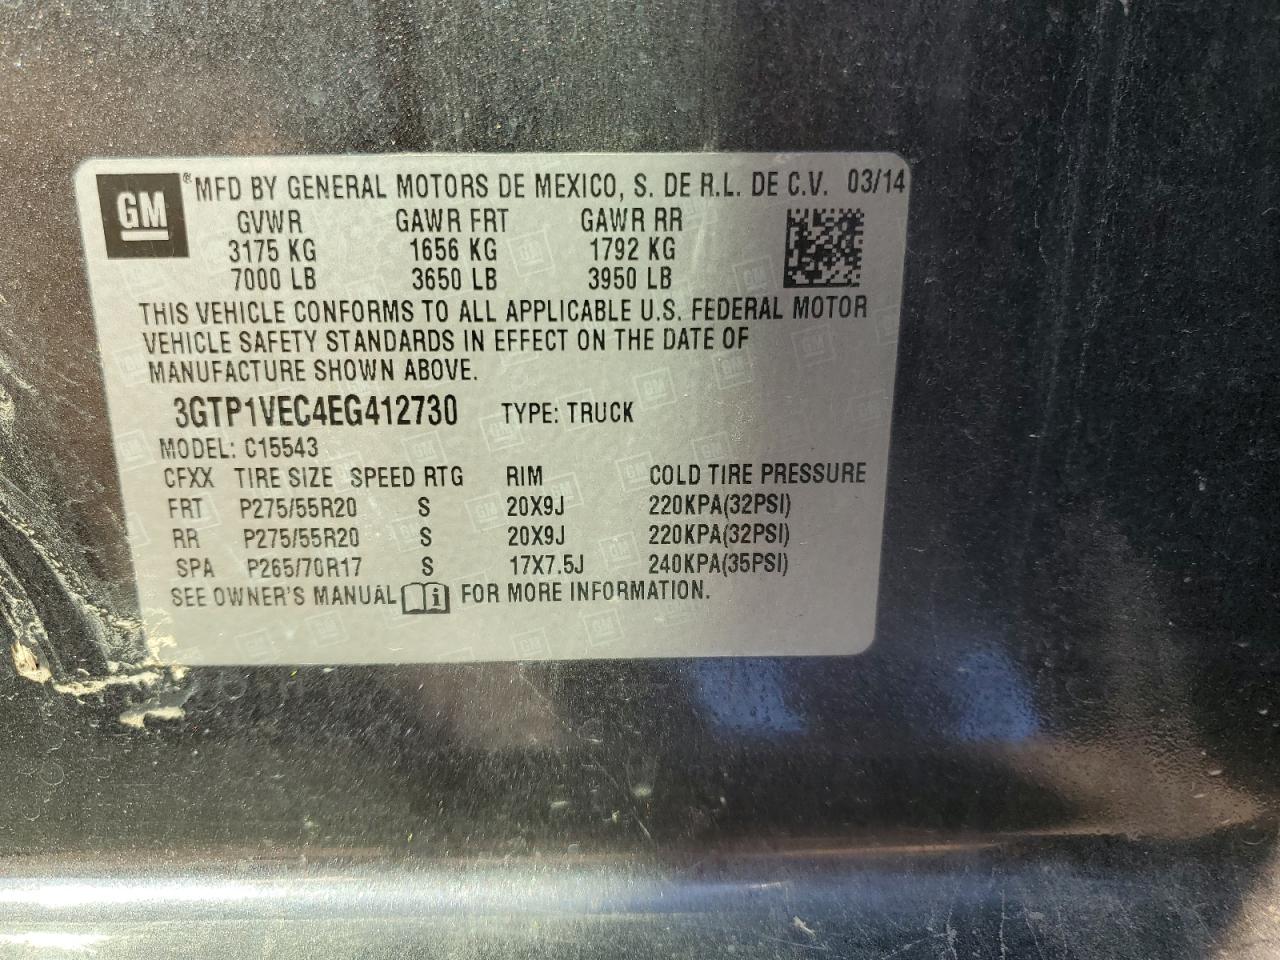 GM ® MFD BY GENERAL MOTORS DE MEXICO, S. DE R.L. DE C.V. 03/14
GVWR GAWR FRT GAWR RR
3175 KG 1656 KG 1792 KG
7000 LB 3650 LB 3950 LB
THIS VEHICLE CONFORMS TO ALL APPLICABLE U.S. FEDERAL MOTOR
VEHICLE SAFETY STANDARDS IN EFFECT ON THE DATE OF
MANUFACTURE SHOWN ABOVE.
3GTP1VEC4EG412730 TYPE: TRUCK
MODEL: C15543
CFXX TIRE SIZE SPEED RTG RIM COLD TIRE PRESSURE
FRT P275/55R20 S 20X9J 220KPA(32PSI)
RR P275/55R20 S 20X9J 220KPA(32PSI)
SPA P265/70R17 S 17X7.5J 240KPA(35PSI)
SEE OWNER'S MANUAL i FOR MORE INFORMATION.